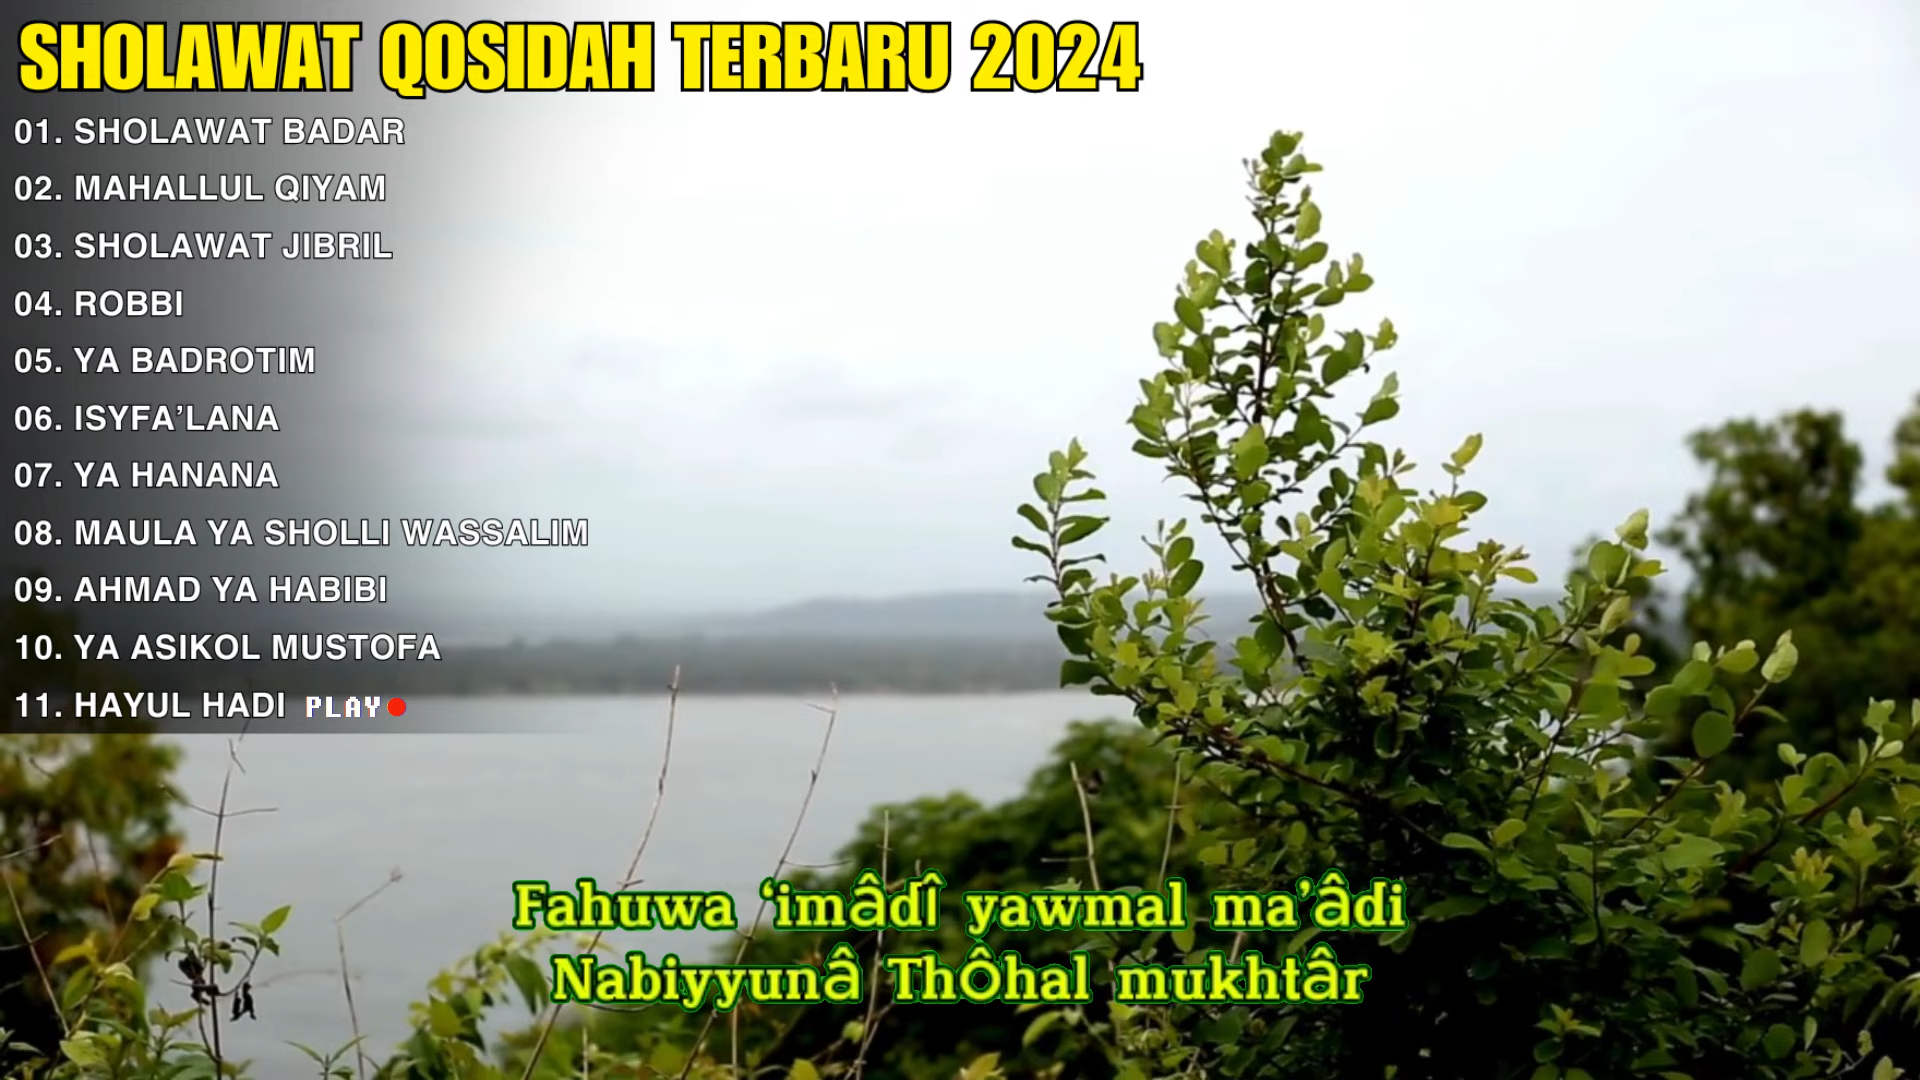 SHOLAWAT QOSIDAH TERBARU 2024
01. SHOLAWAT BADAR
02. MAHALLUL QIYAM
03. SHOLAWAT JIBRIL
04. ROBBI
05. YA BADROTIM
06. ISYFA’LANA
07. YA HANANA
08. MAULA YA SHOLLI WASSALIM
09. AHMAD YA HABIBI
10. YA ASIKOL MUSTOFA
11. HAYUL HADI PLAY
Fahuwa ‘imâdî yawmal ma’âdi
Nabiyyunâ Thôhal mukhtâr